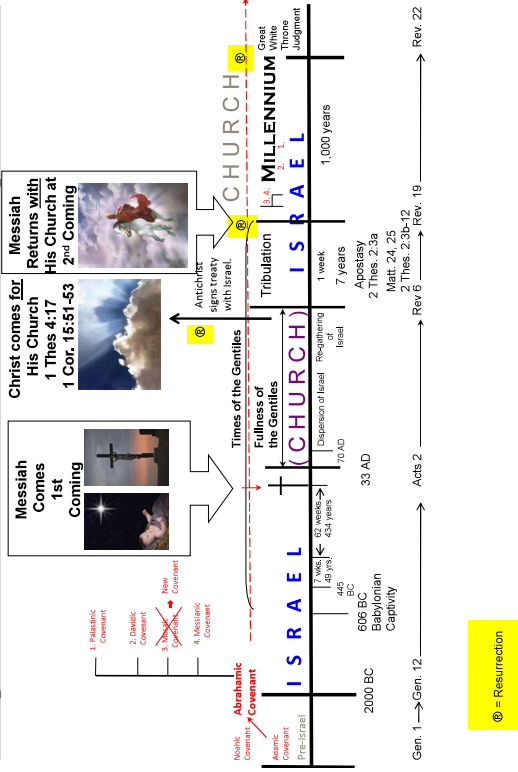 Messiah
Comes
1st
Coming
Christ comes for
His Church
1 Thes 4:17
1 Cor. 15:51-53
Messiah
Returns with
His Church at
2nd Coming
1. Palastinic
Covenant
2. Davidic
Covenant
3. Mosaic
Covenant
New
Covenant
4. Messianic
Covenant
Abrahamic
Covenant
Noahic
Covenant
Adamic
Covenant
Times of the Gentiles
Fullness of
the Gentiles
®
Antichrist
signs treaty
with Israel.
®
CHURCH
®
Tribulation
3. 4.
MILLENNIUM
2. 1.
Great
White
Throne
Judgment
Pre-Israel
ISRAEL
(CHURCH)
ISRAEL
2000 BC
606 BC
Babylonian
Captivity
445
BC
7 wks.
49 yrs.
62 weeks
434 years
33 AD
70 AD
Dispersion of Israel
Re-gathering
of
Israel
1 week
7 years
Apostasy
2 Thes. 2:3a
Matt. 24, 25
2 Thes. 2:3b-12
1,000 years
Gen. 1
Gen. 12
Acts 2
Rev 6
Rev. 19
Rev. 22
® = Resurrection